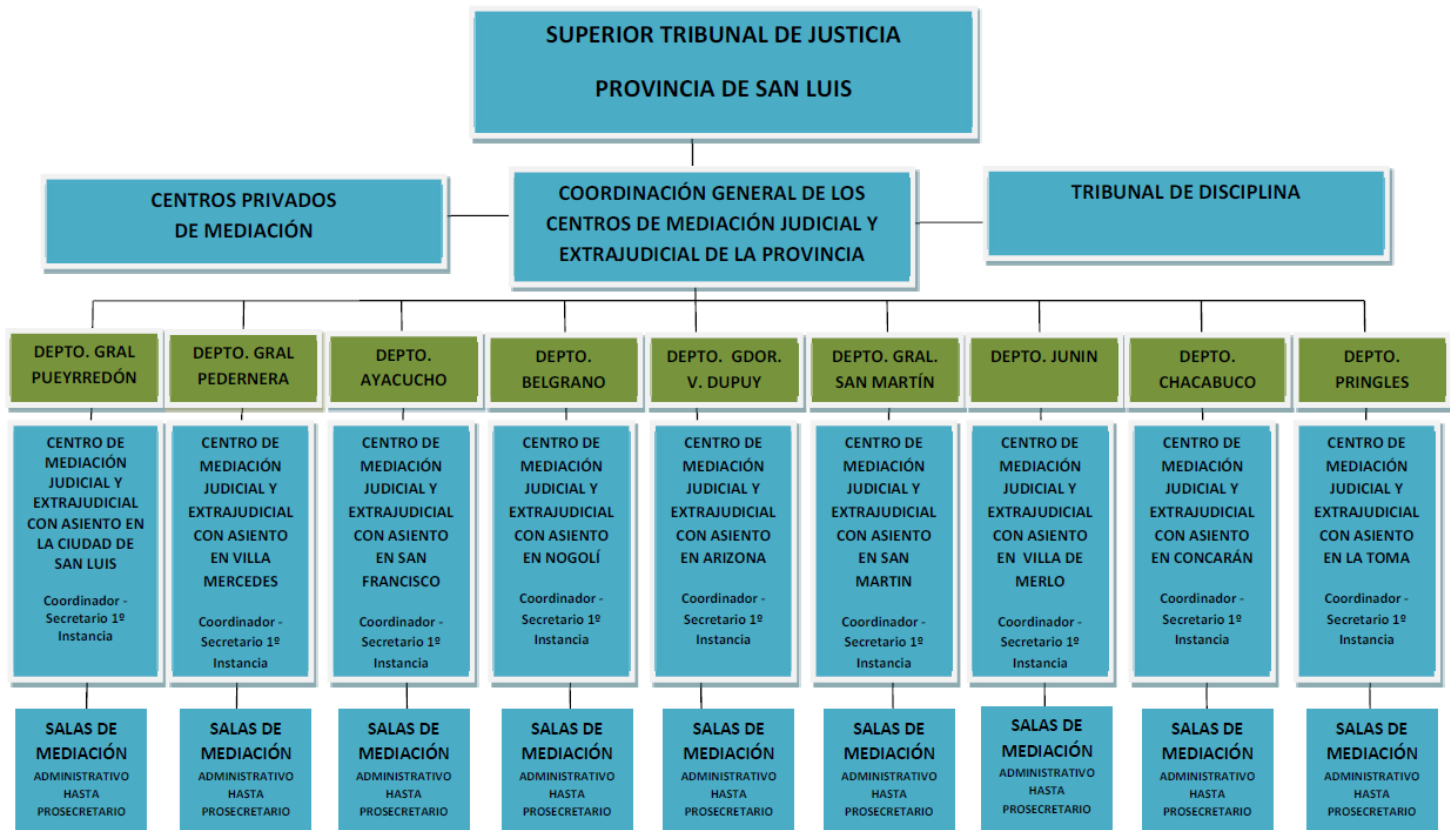 SUPERIOR TRIBUNAL DE JUSTICIA
PROVINCIA DE SAN LUIS
CENTROS PRIVADOS
DE MEDIACIÓN
COORDINACIÓN GENERAL DE LOS
CENTROS DE MEDIACIÓN JUDICIAL Y
EXTRAJUDICIAL DE LA PROVINCIA
TRIBUNAL DE DISCIPLINA
DEPTO. GRAL
PUEYRREDÓN
DEPTO. GRAL
PEDERNERA
DEPTO.
AYACUCHO
DEPTO.
BELGRANO
DEPTO. GDOR.
V. DUPUY
DEPTO. GRAL.
SAN MARTÍN
DEPTO. JUNIN
DEPTO.
CHACABUCO
DEPTO.
PRINGLES
CENTRO DE
MEDIACIÓN
JUDICIAL Y
EXTRAJUDICIAL
CON ASIENTO EN
LA CIUDAD DE
SAN LUIS
Coordinador -
Secretario 1º
Instancia
CENTRO DE
MEDIACIÓN
JUDICIAL Y
EXTRAJUDICIAL
CON ASIENTO
EN VILLA
MERCEDES
Coordinador -
Secretario 1º
Instancia
CENTRO DE
MEDIACIÓN
JUDICIAL Y
EXTRAJUDICIAL
CON ASIENTO
EN SAN
FRANCISCO
Coordinador -
Secretario 1º
Instancia
CENTRO DE
MEDIACIÓN
JUDICIAL Y
EXTRAJUDICIAL
CON ASIENTO
EN NOGOLÍ
Coordinador -
Secretario 1º
Instancia
CENTRO DE
MEDIACIÓN
JUDICIAL Y
EXTRAJUDICIAL
CON ASIENTO
EN ARIZONA
Coordinador -
Secretario 1º
Instancia
CENTRO DE
MEDIACIÓN
JUDICIAL Y
EXTRAJUDICIAL
CON ASIENTO
EN SAN
MARTIN
Coordinador -
Secretario 1º
Instancia
CENTRO DE
MEDIACIÓN
JUDICIAL Y
EXTRAJUDICIAL
CON ASIENTO
EN VILLA DE
MERLO
Coordinador -
Secretario 1º
Instancia
CENTRO DE
MEDIACIÓN
JUDICIAL Y
EXTRAJUDICIAL
CON ASIENTO
EN CONCARÁN
Coordinador -
Secretario 1º
Instancia
CENTRO DE
MEDIACIÓN
JUDICIAL Y
EXTRAJUDICIAL
CON ASIENTO
EN LA TOMA
Coordinador -
Secretario 1º
Instancia
SALAS DE
MEDIACIÓN
ADMINISTRATIVO
HASTA
PROSECRETARIO
SALAS DE
MEDIACIÓN
ADMINISTRATIVO
HASTA
PROSECRETARIO
SALAS DE
MEDIACIÓN
ADMINISTRATIVO
HASTA
PROSECRETARIO
SALAS DE
MEDIACIÓN
ADMINISTRATIVO
HASTA
PROSECRETARIO
SALAS DE
MEDIACIÓN
ADMINISTRATIVO
HASTA
PROSECRETARIO
SALAS DE
MEDIACIÓN
ADMINISTRATIVO
HASTA
PROSECRETARIO
SALAS DE
MEDIACIÓN
ADMINISTRATIVO
HASTA
PROSECRETARIO
SALAS DE
MEDIACIÓN
ADMINISTRATIVO
HASTA
PROSECRETARIO
SALAS DE
MEDIACIÓN
ADMINISTRATIVO
HASTA
PROSECRETARIO